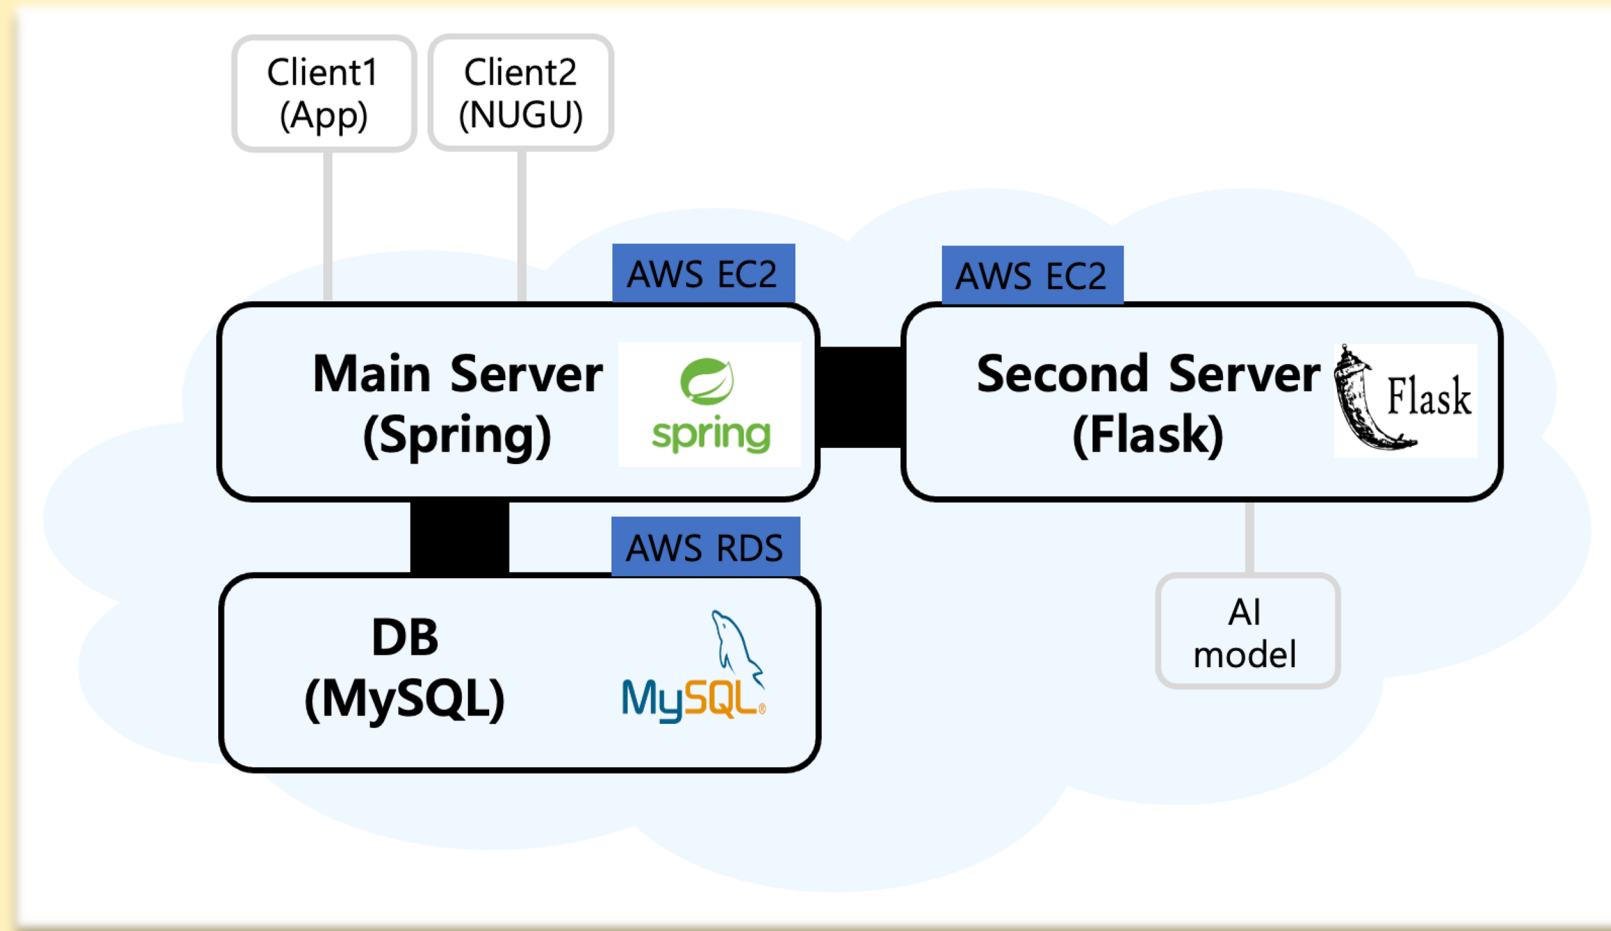 Client1
(App)
Client2
(NUGU)
AWS EC2
AWS EC2
Main Server
(Spring)
spring
Second Server
(Flask)
Flask
AWS RDS
DB
(MySQL)
MySQL®
AI
model